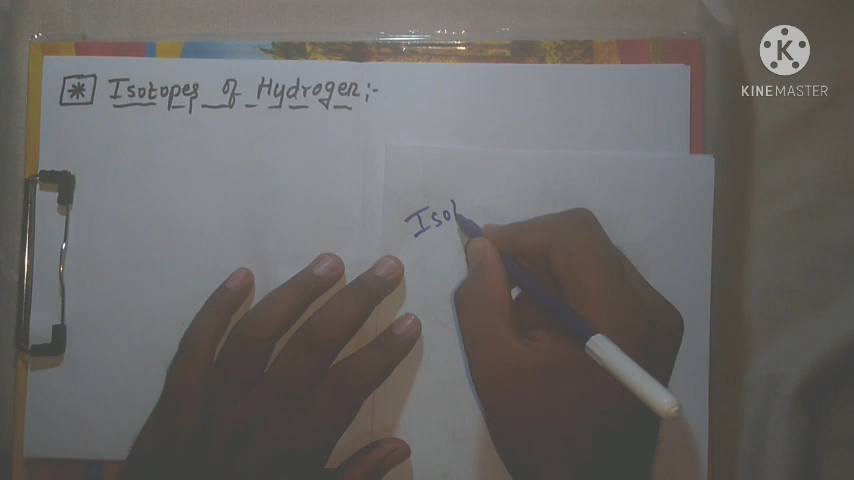 * Isotopes of Hydrogen :-
Iso
K
KINEMASTER